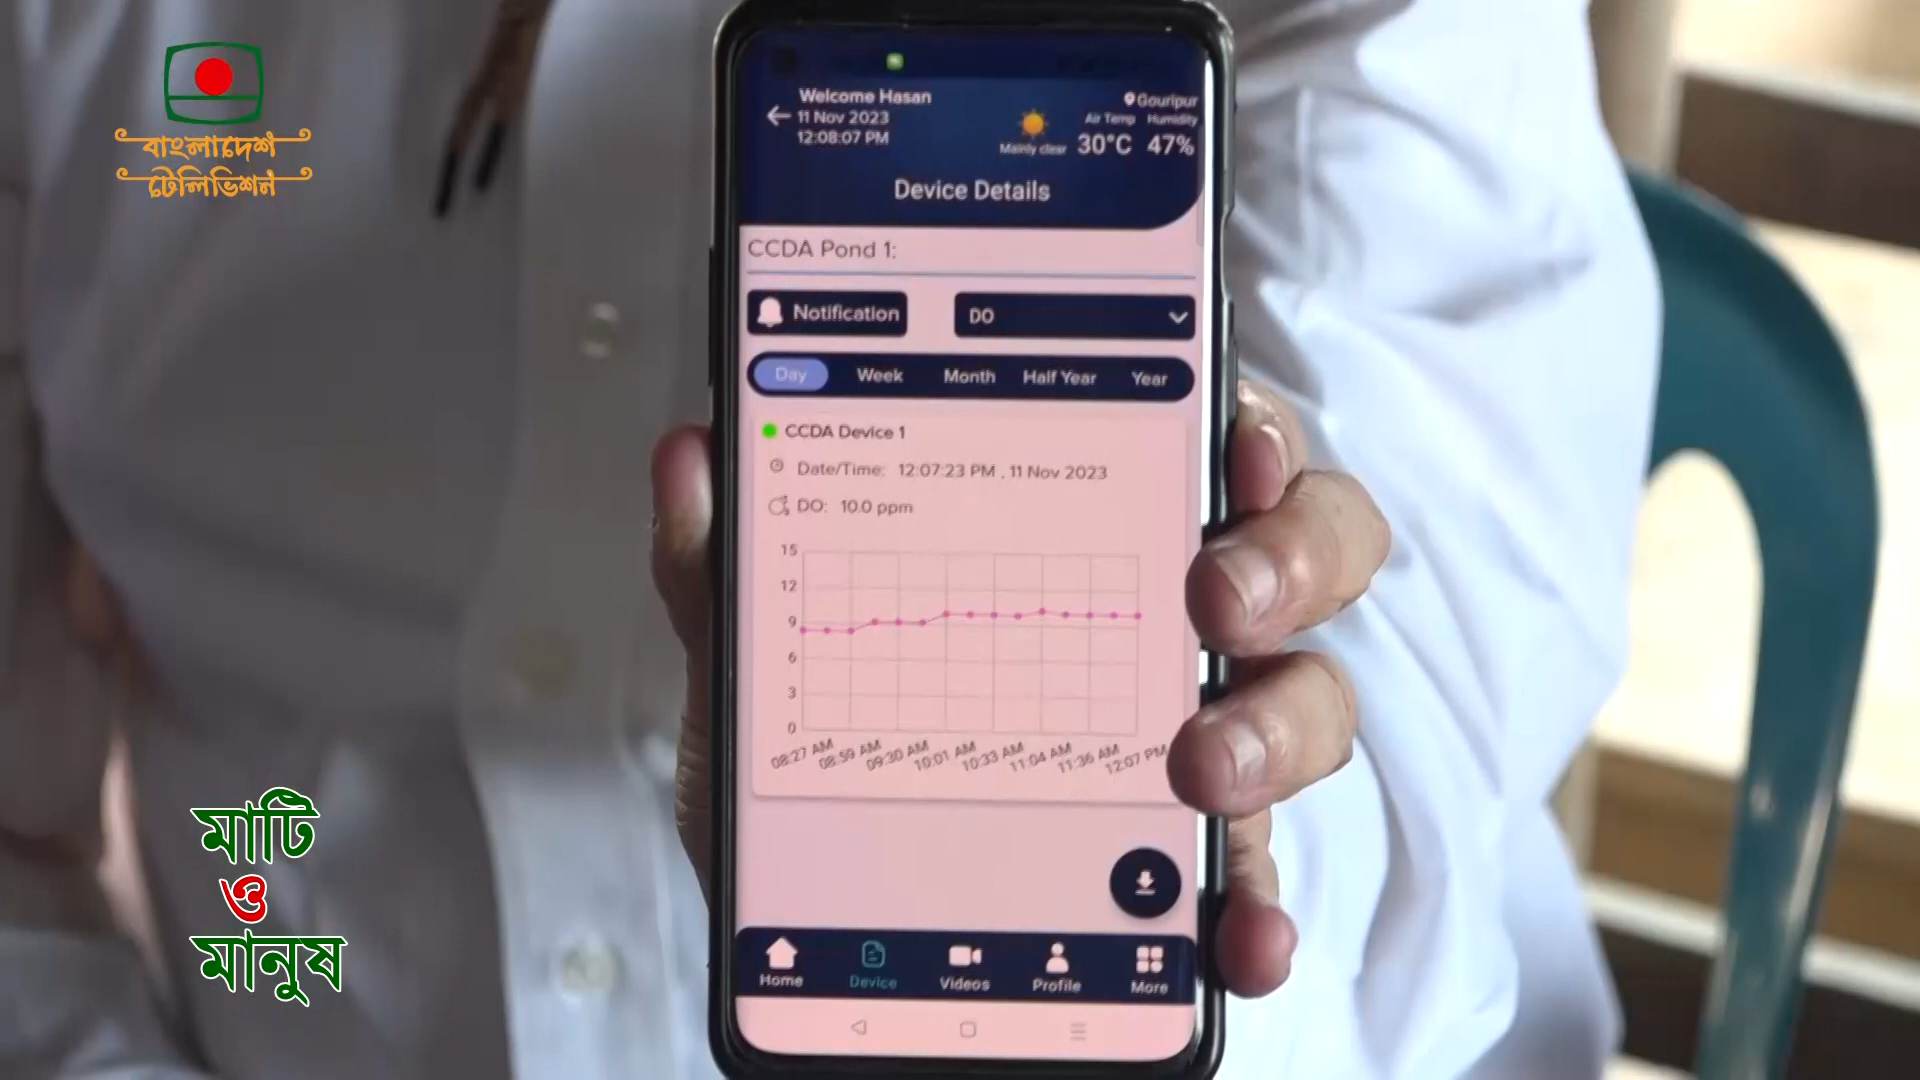 বাংলাদেশ
টেলিভিশন
Welcome Hasan
11 Nov 2023
12:08:07 PM
Gouripur
Air Temp Humidity
Mainly clear 30°C 47%
Device Details
CCDA Pond 1:
Notification
DO
Day Week Month Half Year Year
CCDA Device 1
Date/Time: 12:07:23 PM , 11 Nov 2023
DO: 10.0 ppm
15
12
9
6
3
0
08:27 AM 08:59 AM 09:30 AM 10:01 AM 10:33 AM 11:04 AM 11:36 AM 12:07 PM
Home Device Videos Profile More
মাটি
ও
মানুষ